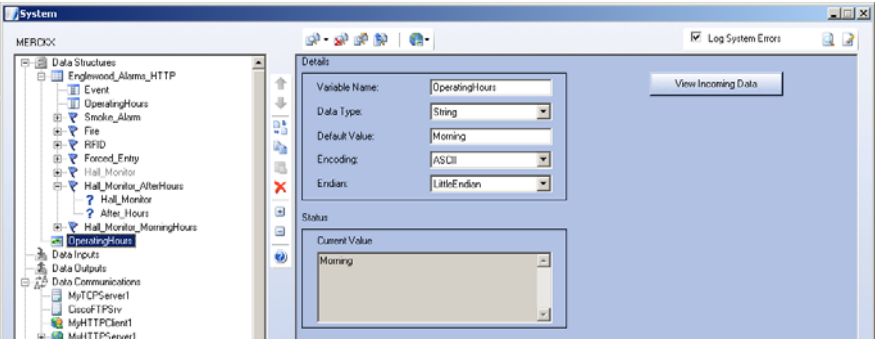 System
MERCKX
Log System Errors
Data Structures
Englewood_Alarms_HTTP
Event
OperatingHours
Smoke_Alarm
Fire
RFID
Forced_Entry
Hall_Monitor
Hall_Monitor_AfterHours
Hall_Monitor
After_Hours
Hall_Monitor_MorningHours
OperatingHours
Data Inputs
Data Outputs
Data Communications
MyTCPServer1
CiscoFTPSrv
MyHTTPClient1
MyHTTPServer1
Details
Variable Name: OperatingHours
Data Type: String
Default Value: Morning
Encoding: ASCII
Endian: LittleEndian
View Incoming Data
Status
Current Value
Morning